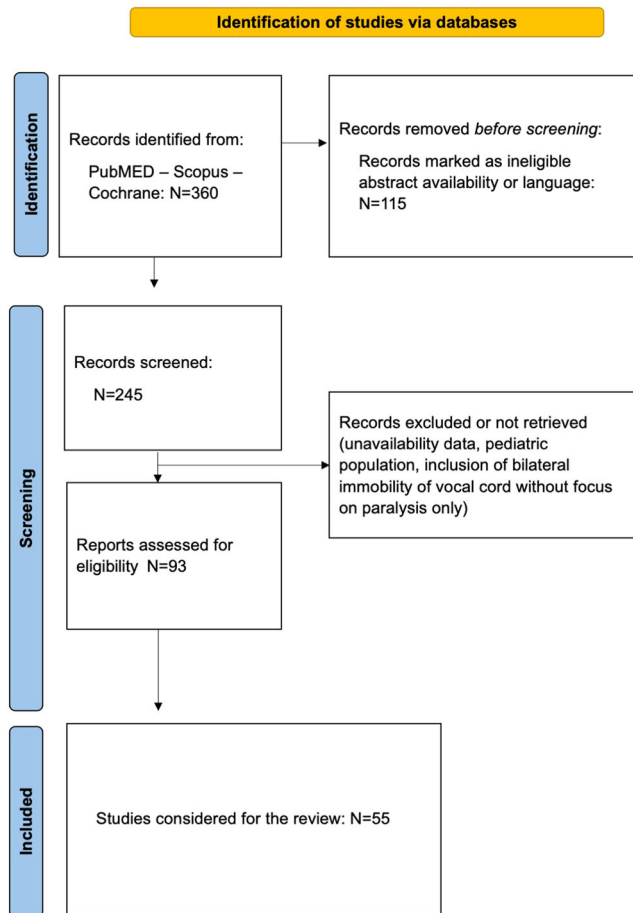 Identification of studies via databases
Identification
Records identified from:
PubMED – Scopus –
Cochrane: N=360
Records removed before screening:
Records marked as ineligible
abstract availability or language:
N=115
Screening
Records screened:
N=245
Records excluded or not retrieved
(unavailability data, pediatric
population, inclusion of bilateral
immobility of vocal cord without focus
on paralysis only)
Reports assessed for
eligibility N=93
Included
Studies considered for the review: N=55